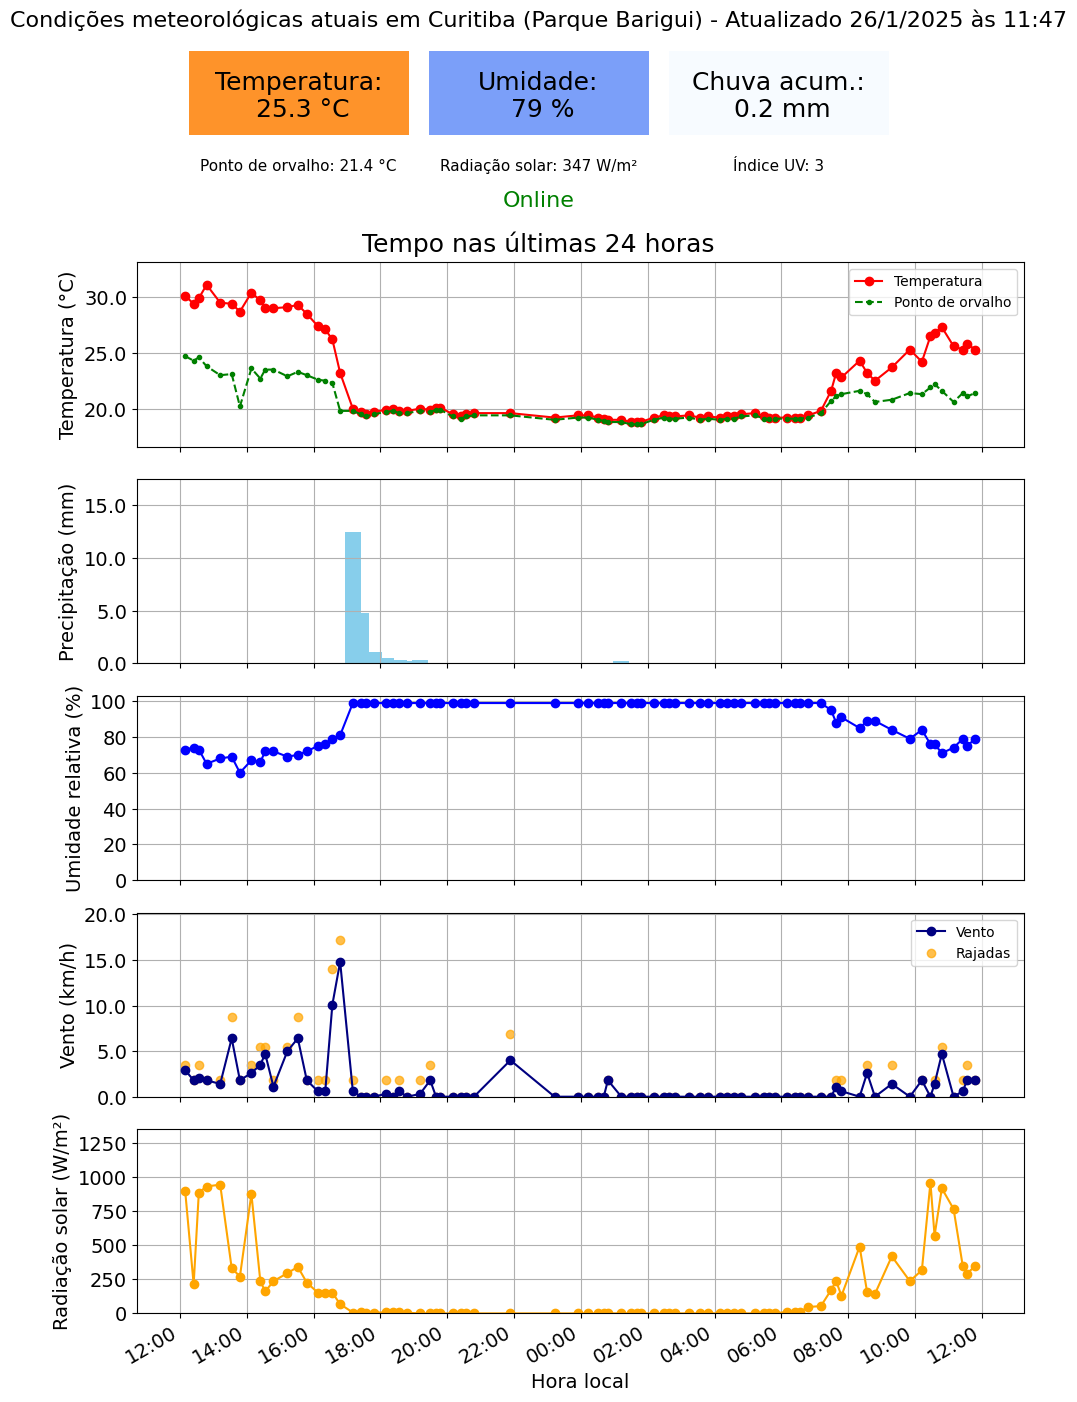 Condições meteorológicas atuais em Curitiba (Parque Barigui) - Atualizado 26/1/2025 às 11:47
Temperatura:
25.3 °C
Umidade:
79 %
Chuva acum.:
0.2 mm
Ponto de orvalho: 21.4 °C
Radiação solar: 347 W/m²
Índice UV: 3
Online
Tempo nas últimas 24 horas
Temperatura (°C)
30.0
25.0
20.0
Temperatura
Ponto de orvalho
Precipitação (mm)
15.0
10.0
5.0
0.0
Umidade relativa (%)
100
80
60
40
20
0
Vento (km/h)
20.0
15.0
10.0
5.0
0.0
Vento
Rajadas
Radiação solar (W/m²)
1250
1000
750
500
250
0
12:00
14:00
16:00
18:00
20:00
22:00
00:00
02:00
04:00
06:00
08:00
10:00
12:00
Hora local